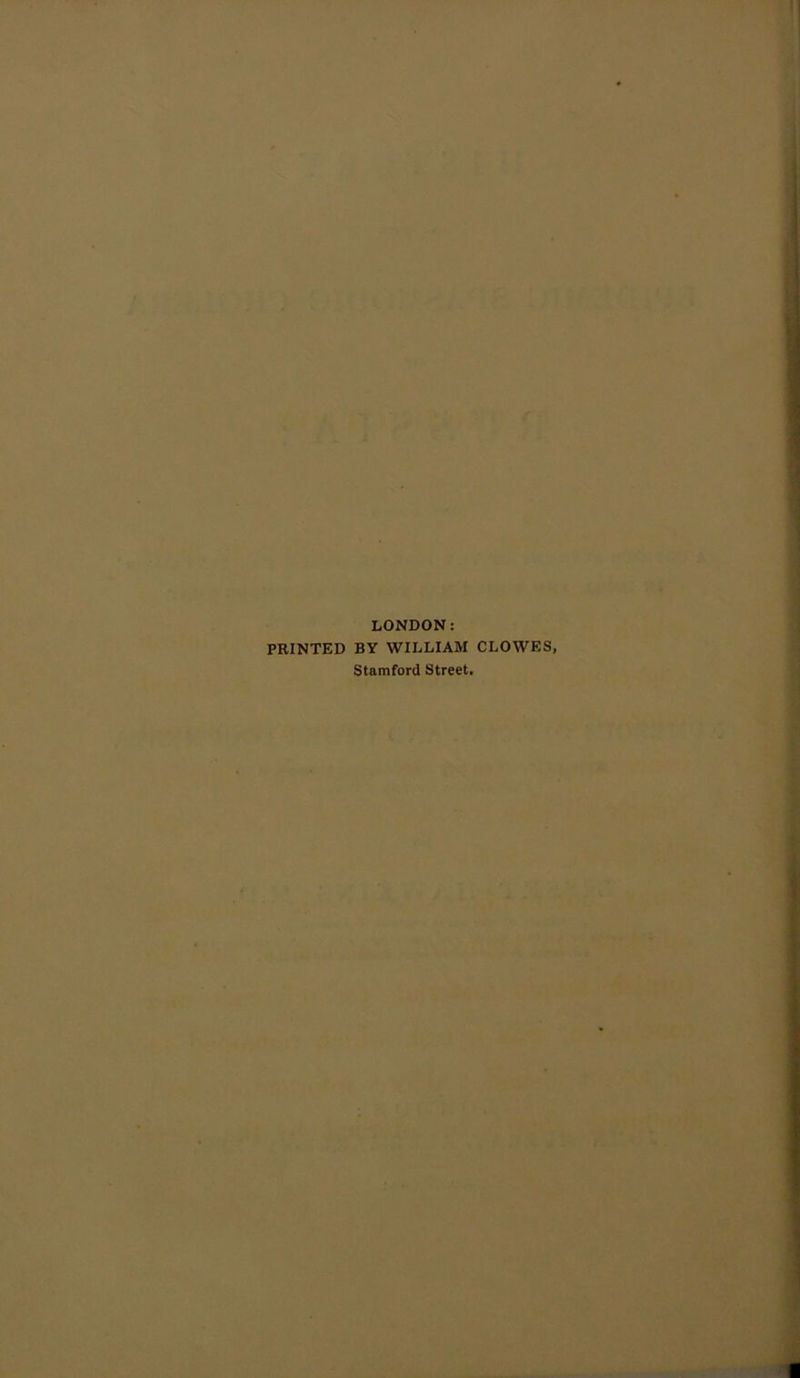 LONDON:
PRINTED BY WILLIAM CLOWES,
Stamford Street.